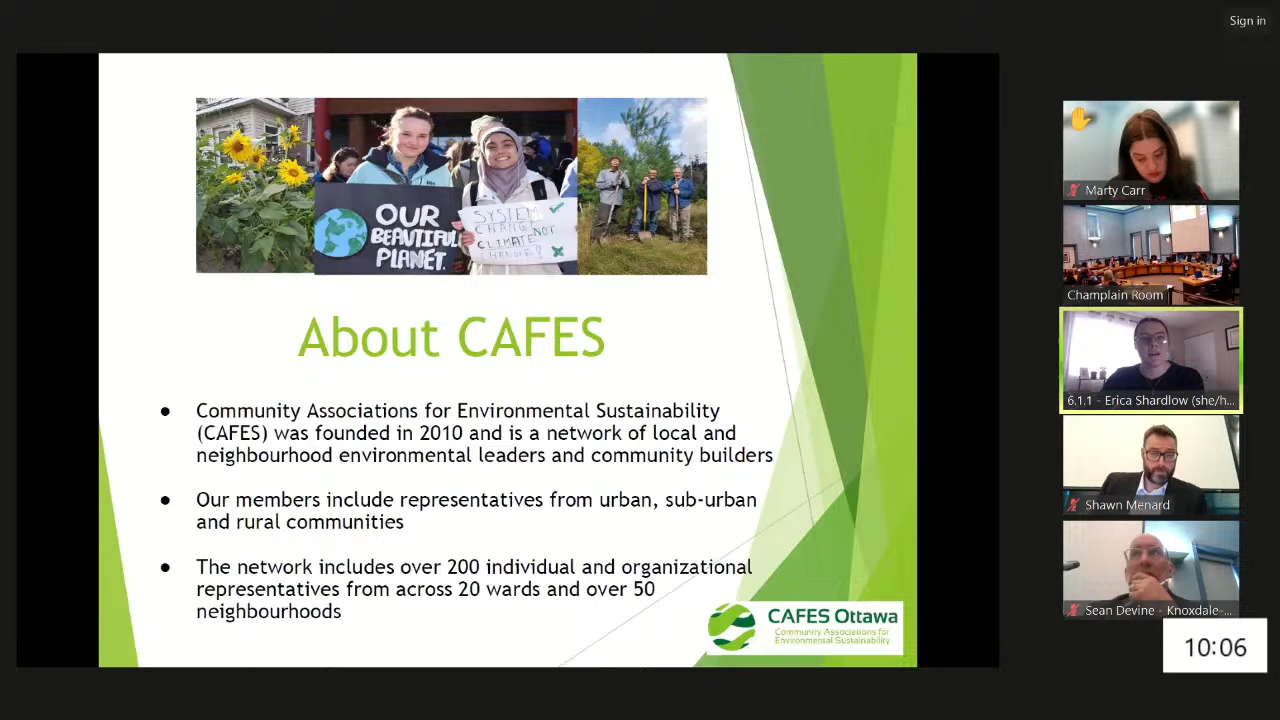 Sign in
OUR
BEAUTIFUL
PLANET.
SYSTEM
CHANGE
NOT
CLIMATE
CHANGE
About CAFES
● Community Associations for Environmental Sustainability
(CAFES) was founded in 2010 and is a network of local and
neighbourhood environmental leaders and community builders
● Our members include representatives from urban, sub-urban
and rural communities
● The network includes over 200 individual and organizational
representatives from across 20 wards and over 50
neighbourhoods
CAFES Ottawa
Community Associations for
Environmental Sustainability
Marty Carr
Champlain Room
6.1.1 - Erica Shardlow (she/h...
Shawn Menard
Sean Devine - Knoxdale-...
10:06